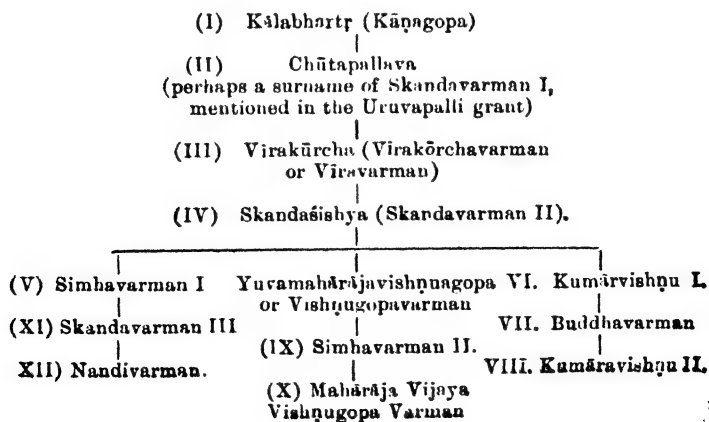 (I) Kālabhartṛ (Kāṇagopa)
(II) Chūtapallava
(perhaps a surname of Skandavarman I,
mentioned in the Uruvapalli grant)
(III) Virakūrcha (Vīrakōrchavarman
or Vīravarman)
(IV) Skandaśishya (Skandavarman II).
(V) Simhavarman I Yuvamahārājavishṇuagopa VI. Kumārvishṇu I.
or Vishṇugopavarman
(XI) Skandavarman III VII. Buddhavarman
(IX) Simhavarman II.
XII) Nandivarman. VIII. Kumāravishṇu II.
(X) Mahārāja Vijaya
Vishṇugopa Varman